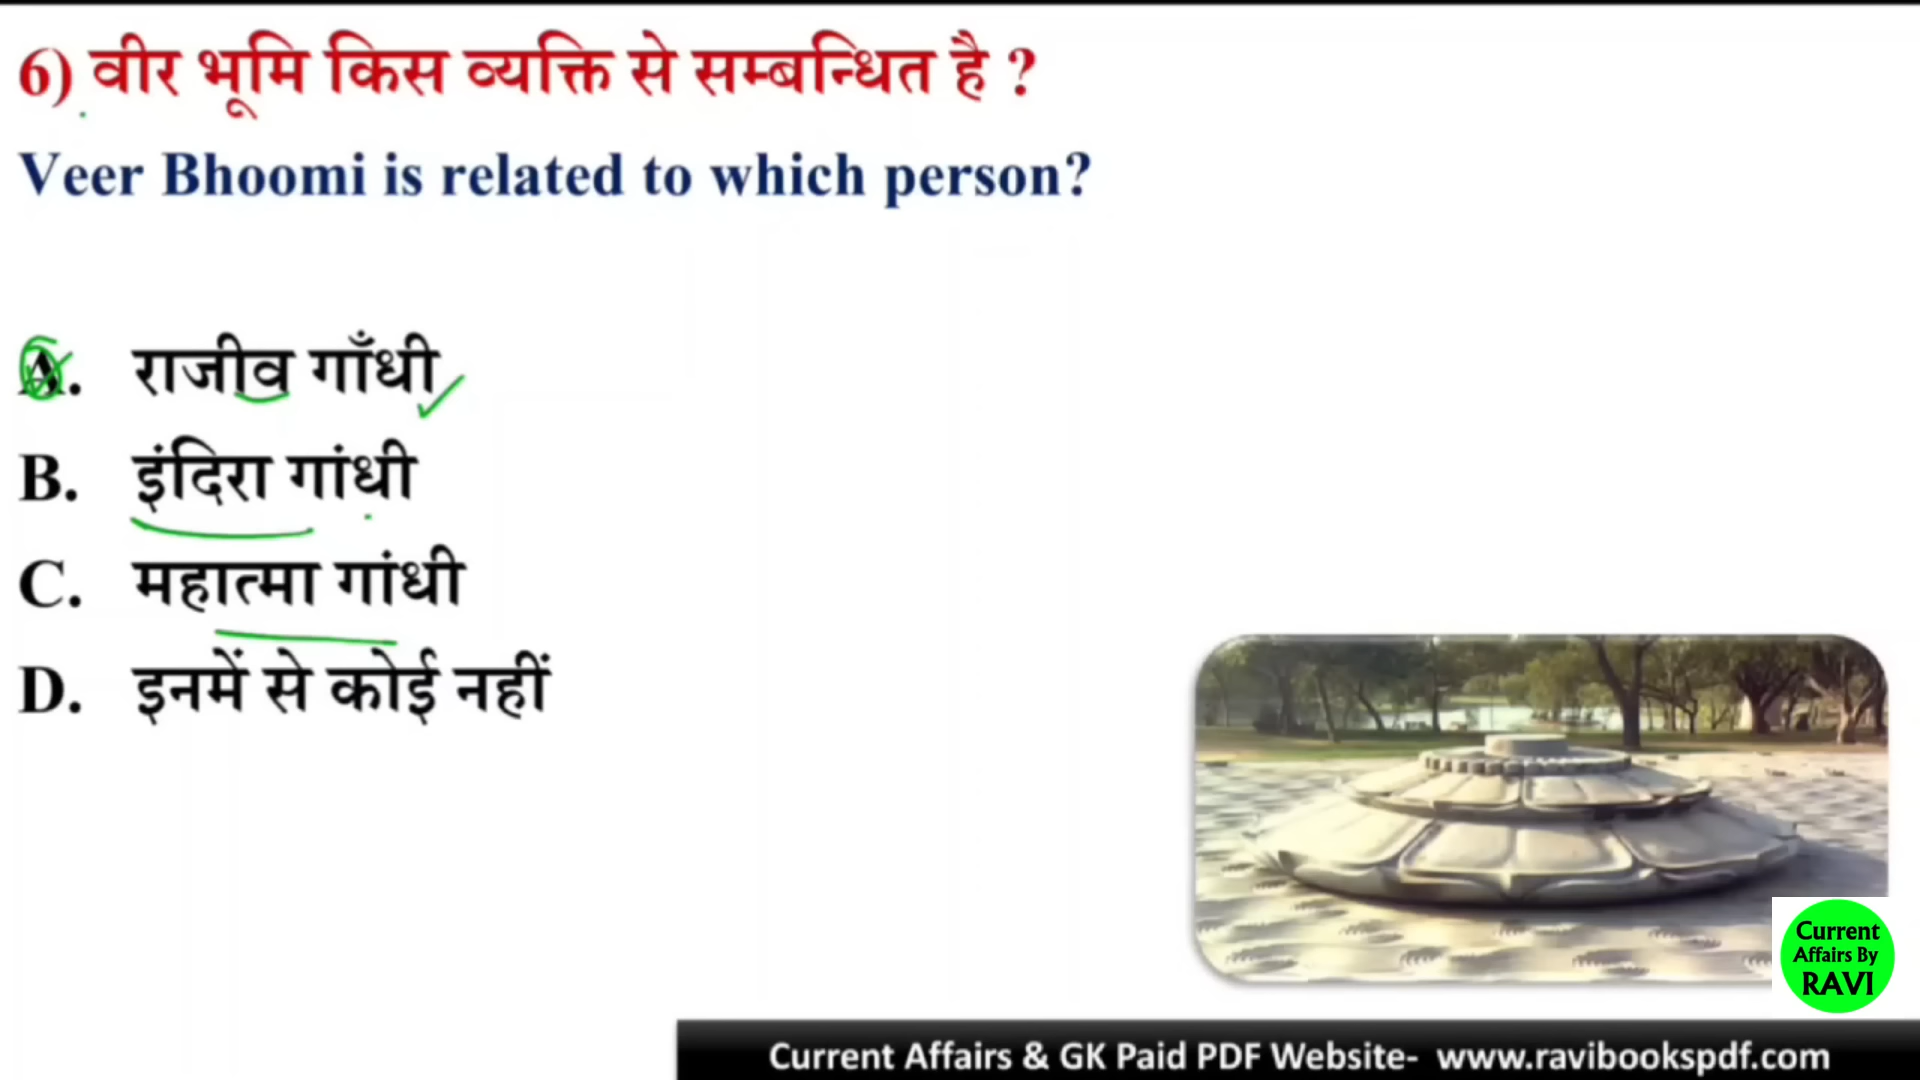 6) वीर भूमि किस व्यक्ति से सम्बन्धित है ?
Veer Bhoomi is related to which person?
A. राजीव गाँधी
B. इंदिरा गांधी
C. महात्मा गांधी
D. इनमें से कोई नहीं
Current
Affairs By
RAVI
Current Affairs & GK Paid PDF Website- www.ravibookspdf.com